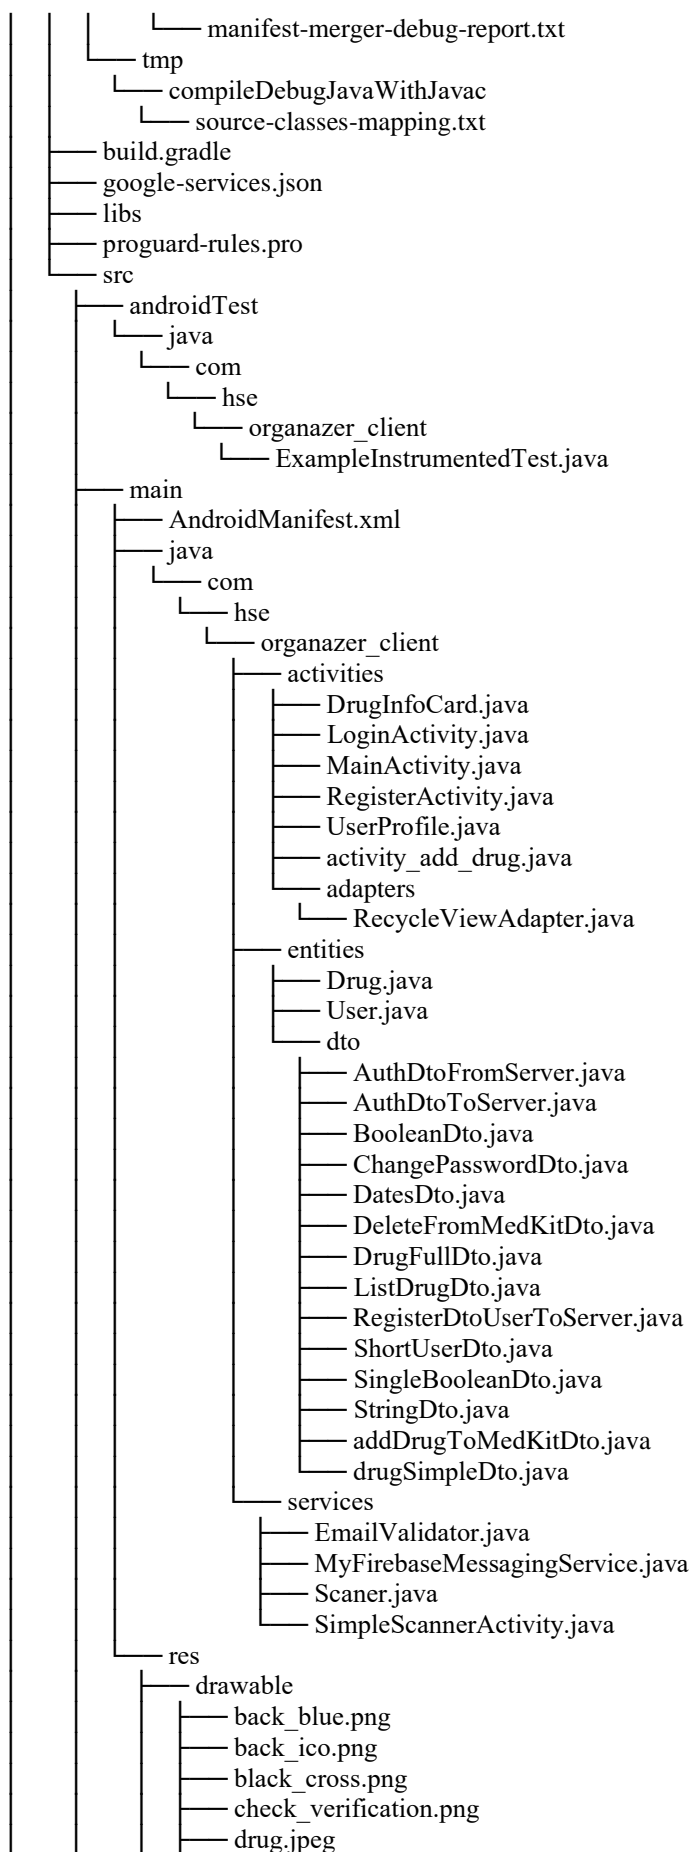 manifest-merger-debug-report.txt
tmp
compileDebugJavaWithJavac
source-classes-mapping.txt
build.gradle
google-services.json
libs
proguard-rules.pro
src
androidTest
java
com
hse
organazer_client
ExampleInstrumentedTest.java
main
AndroidManifest.xml
java
com
hse
organazer_client
activities
DrugInfoCard.java
LoginActivity.java
MainActivity.java
RegisterActivity.java
UserProfile.java
activity_add_drug.java
adapters
RecycleViewAdapter.java
entities
Drug.java
User.java
dto
AuthDtoFromServer.java
AuthDtoToServer.java
BooleanDto.java
ChangePasswordDto.java
DatesDto.java
DeleteFromMedKitDto.java
DrugFullDto.java
ListDrugDto.java
RegisterDtoUserToServer.java
ShortUserDto.java
SingleBooleanDto.java
StringDto.java
addDrugToMedKitDto.java
drugSimpleDto.java
services
EmailValidator.java
MyFirebaseMessagingService.java
Scaner.java
SimpleScannerActivity.java
res
drawable
back_blue.png
back_ico.png
black_cross.png
check_verification.png
drug.jpeg